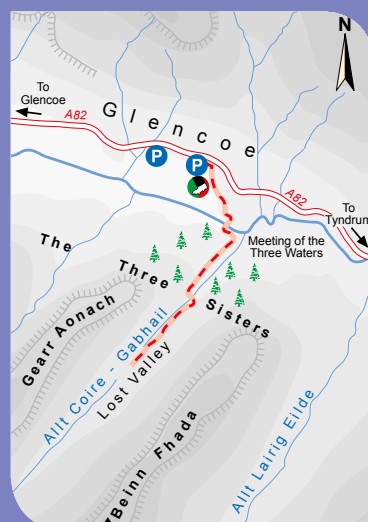 N
To
Glencoe
A82
Glencoe
P
P
A82
To
Tyndrum
Meeting of the
Three Waters
The Three Sisters
Gearr Aonach
Allt Coire - Gabhail
Lost Valley
Beinn Fhada
Allt Lairig Eilde